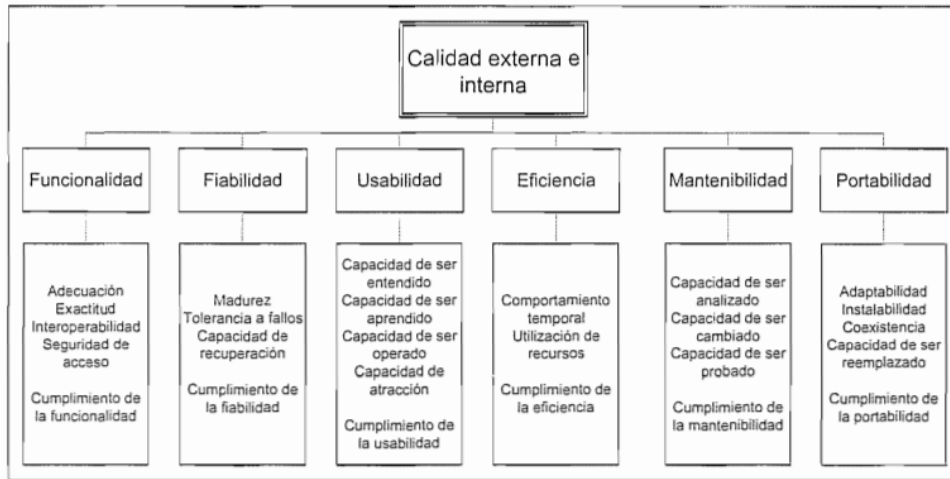 Calidad externa e
interna
Funcionalidad
Fiabilidad
Usabilidad
Eficiencia
Mantenibilidad
Portabilidad
Adecuación
Exactitud
Interoperabilidad
Seguridad de
acceso
Cumplimiento de
la funcionalidad
Madurez
Tolerancia a fallos
Capacidad de
recuperación
Cumplimiento de
la fiabilidad
Capacidad de ser
entendido
Capacidad de ser
aprendido
Capacidad de ser
operado
Capacidad de
atracción
Cumplimiento de
la usabilidad
Comportamiento
temporal
Utilización de
recursos
Cumplimiento de
la eficiencia
Capacidad de ser
analizado
Capacidad de ser
cambiado
Capacidad de ser
probado
Cumplimiento de
la mantenibilidad
Adaptabilidad
Instalabilidad
Coexistencia
Capacidad de ser
reemplazado
Cumplimiento de
la portabilidad